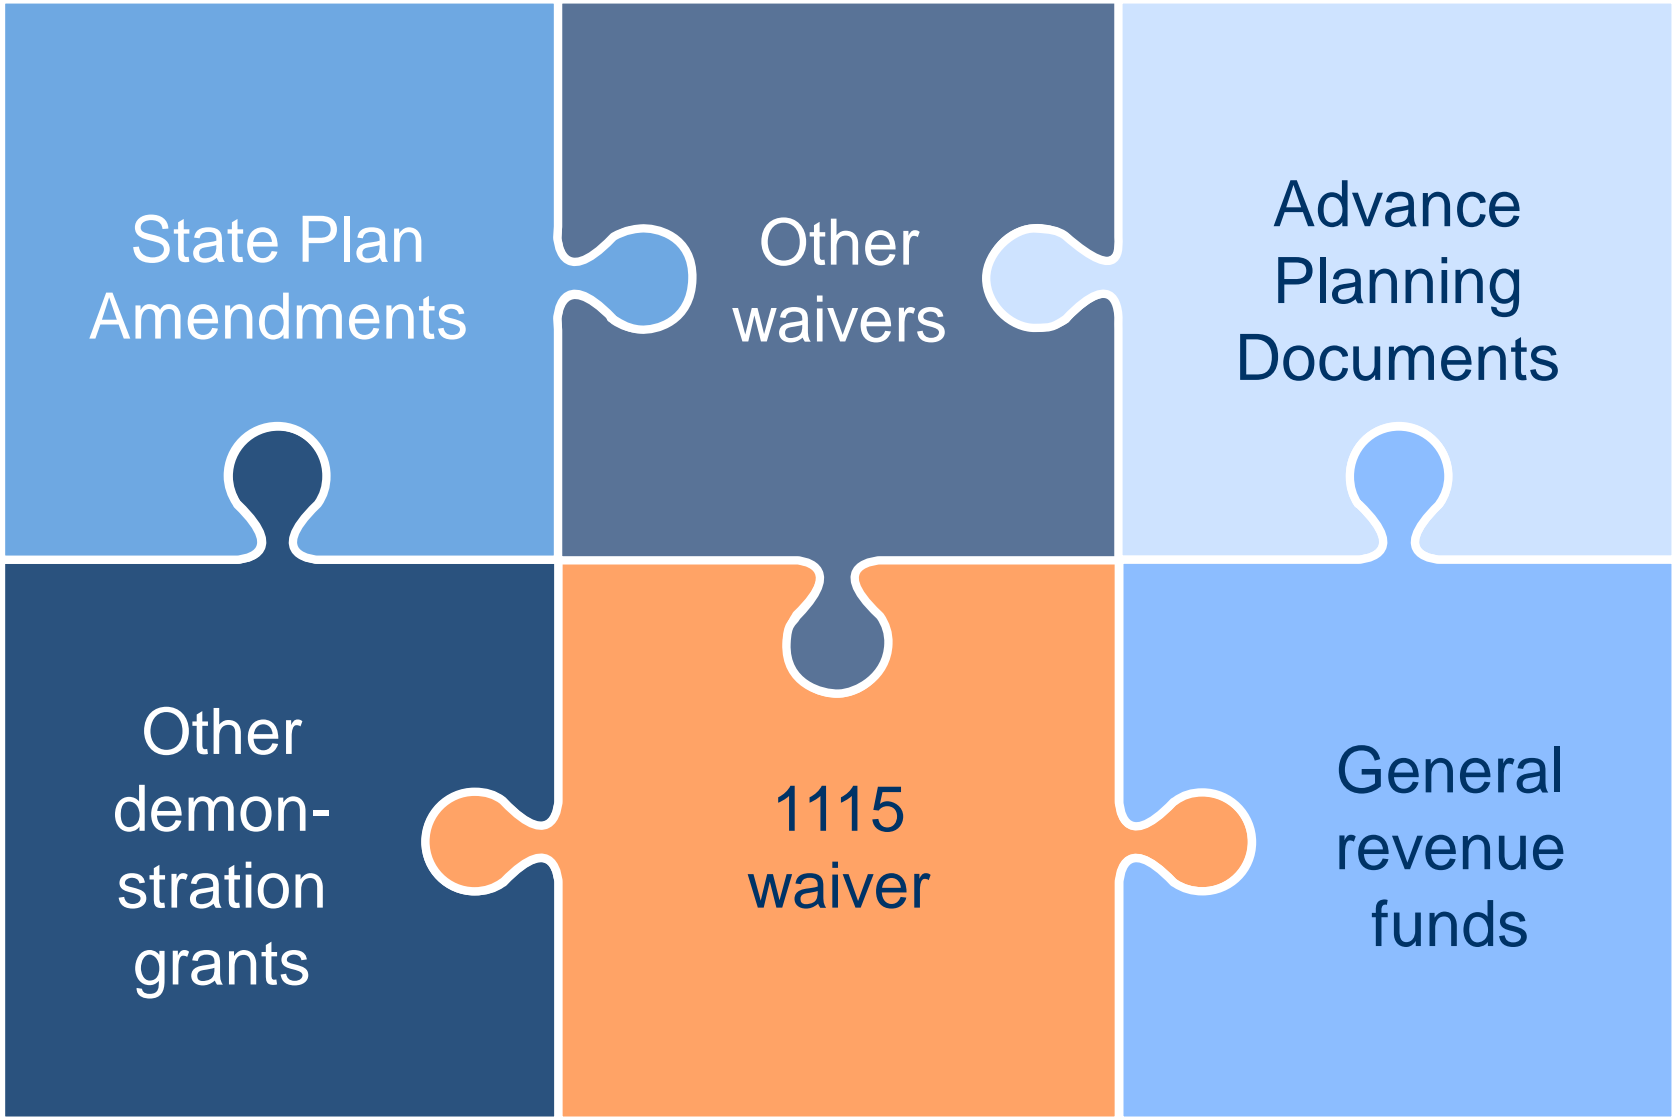 State Plan
Amendments
Other
waivers
Advance
Planning
Documents
Other
demon-
stration
grants
1115
waiver
General
revenue
funds